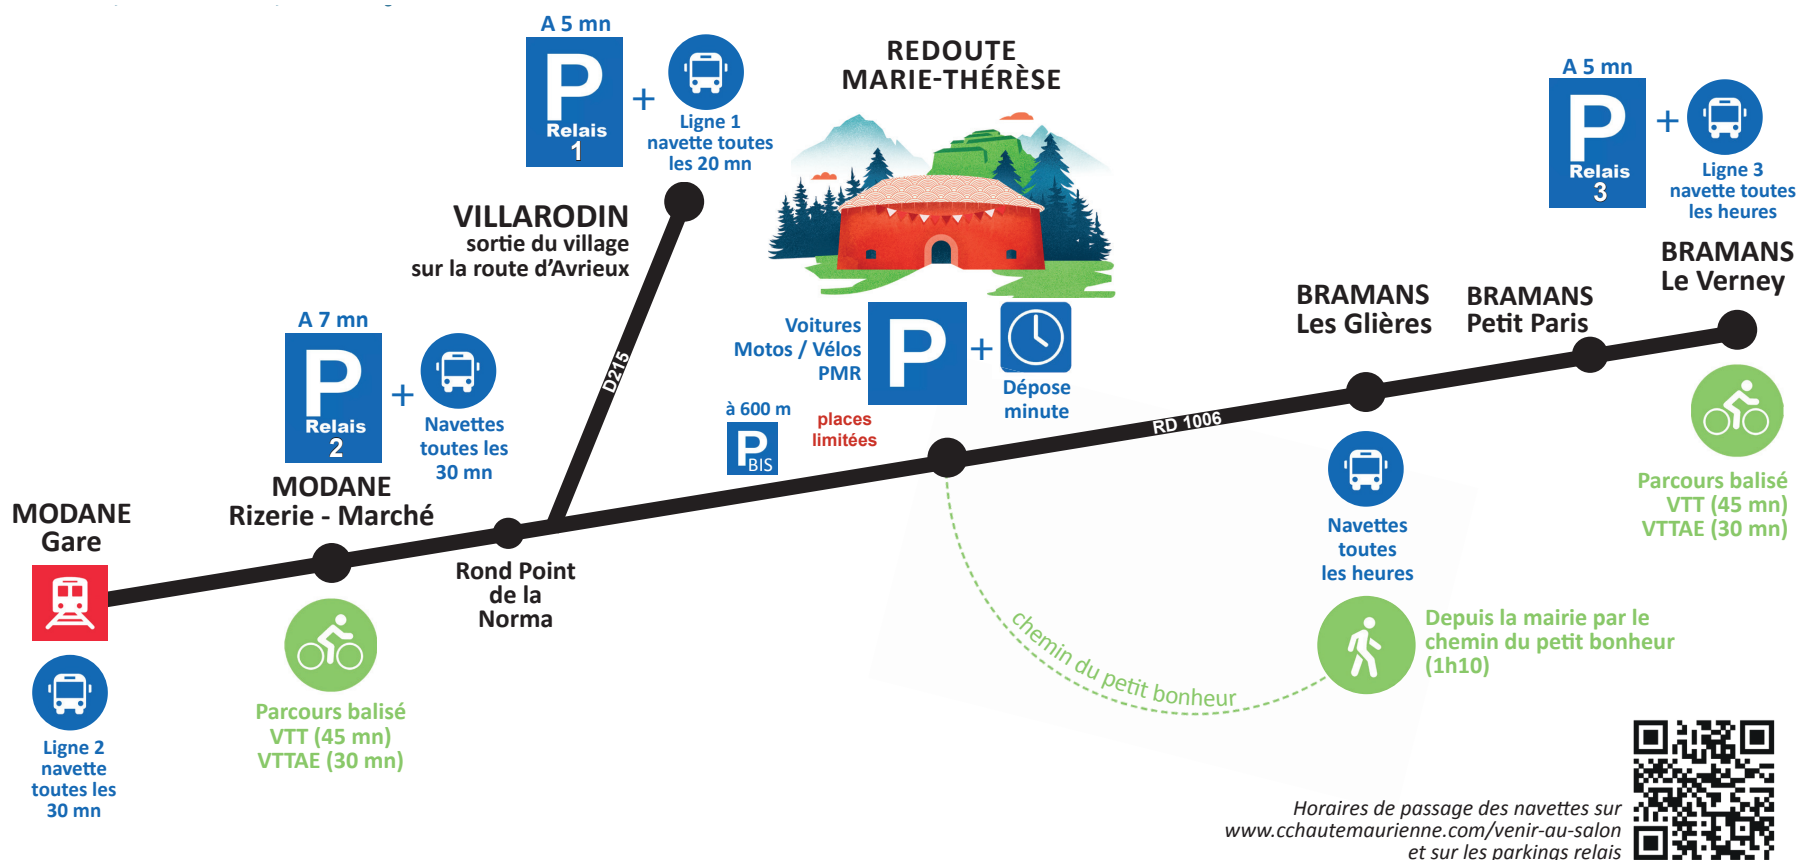 A 5 mn
P
Relais
1
+
Ligne 1
navette toutes
les 20 mn
REDOUTE
MARIE-THÉRÈSE
A 5 mn
P
Relais
3
+
Ligne 3
navette toutes
les heures
VILLARODIN
sortie du village
sur la route d’Avrieux
BRAMANS
Le Verney
BRAMANS
Les Glières
BRAMANS
Petit Paris
A 7 mn
P
Relais
2
+
Navettes
toutes les
30 mn
D215
Voitures
Motos / Vélos
PMR
P
+
Dépose
minute
à 600 m
P
BIS
places
limitées
RD 1006
MODANE
Gare
MODANE
Rizerie - Marché
Rond Point
de la
Norma
Navettes
toutes
les heures
Parcours balisé
VTT (45 mn)
VTTAE (30 mn)
chemin du petit bonheur
Depuis la mairie par le
chemin du petit bonheur
(1h10)
Ligne 2
navette
toutes les
30 mn
Parcours balisé
VTT (45 mn)
VTTAE (30 mn)
Horaires de passage des navettes sur
www.cchautemaurienne.com/venir-au-salon
et sur les parkings relais